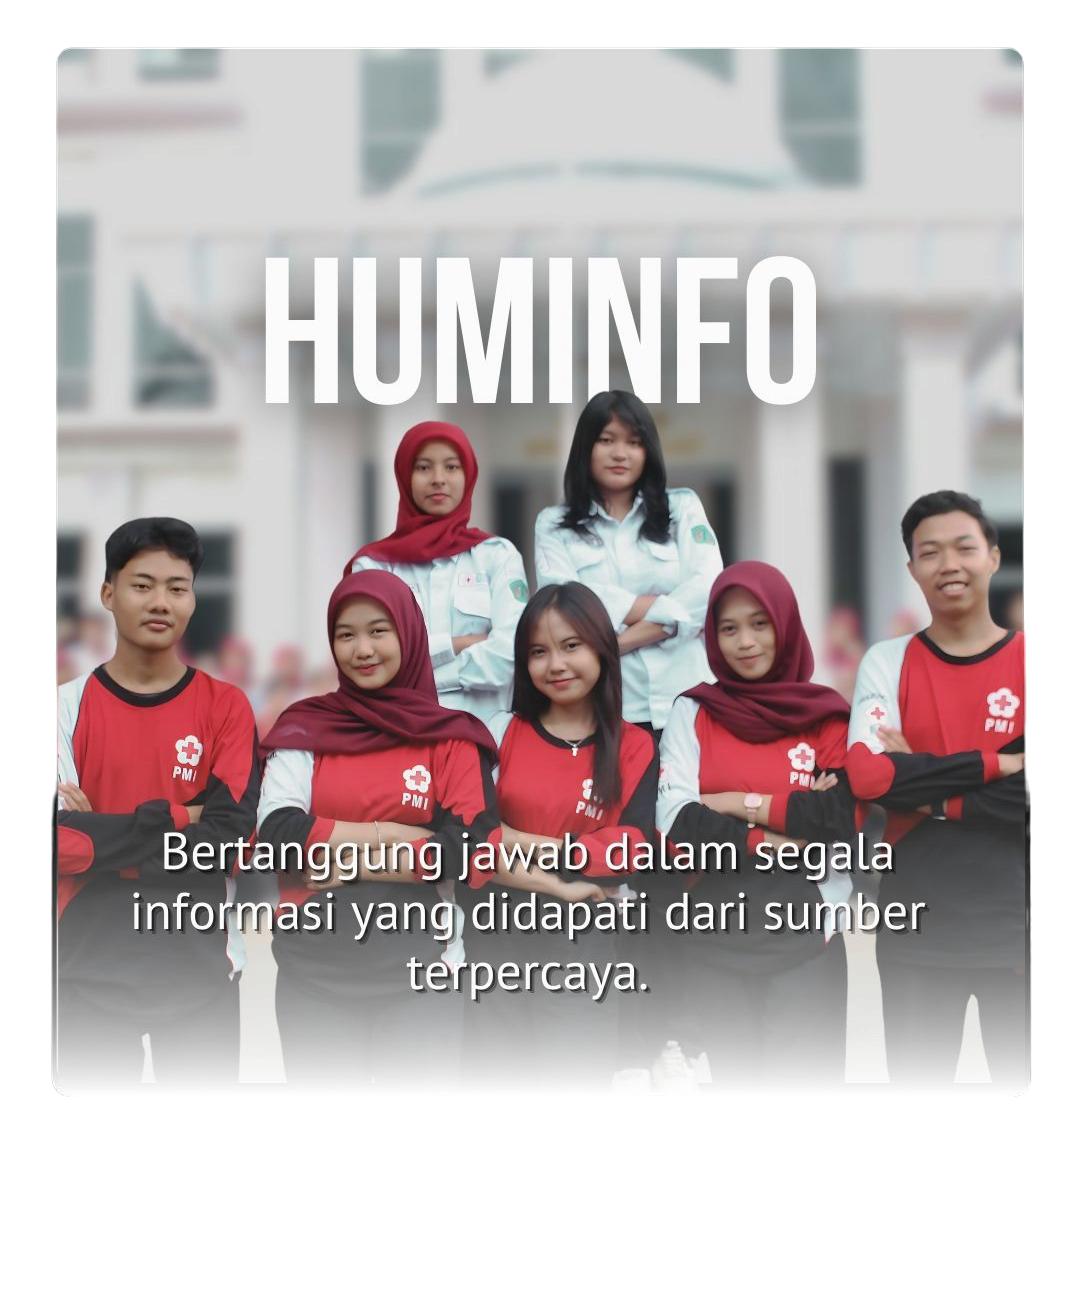 HUMINFO
PMI
PMI
PMI
PMI
PMI
Bertanggung jawab dalam segala
informasi yang didapati dari sumber
terpercaya.